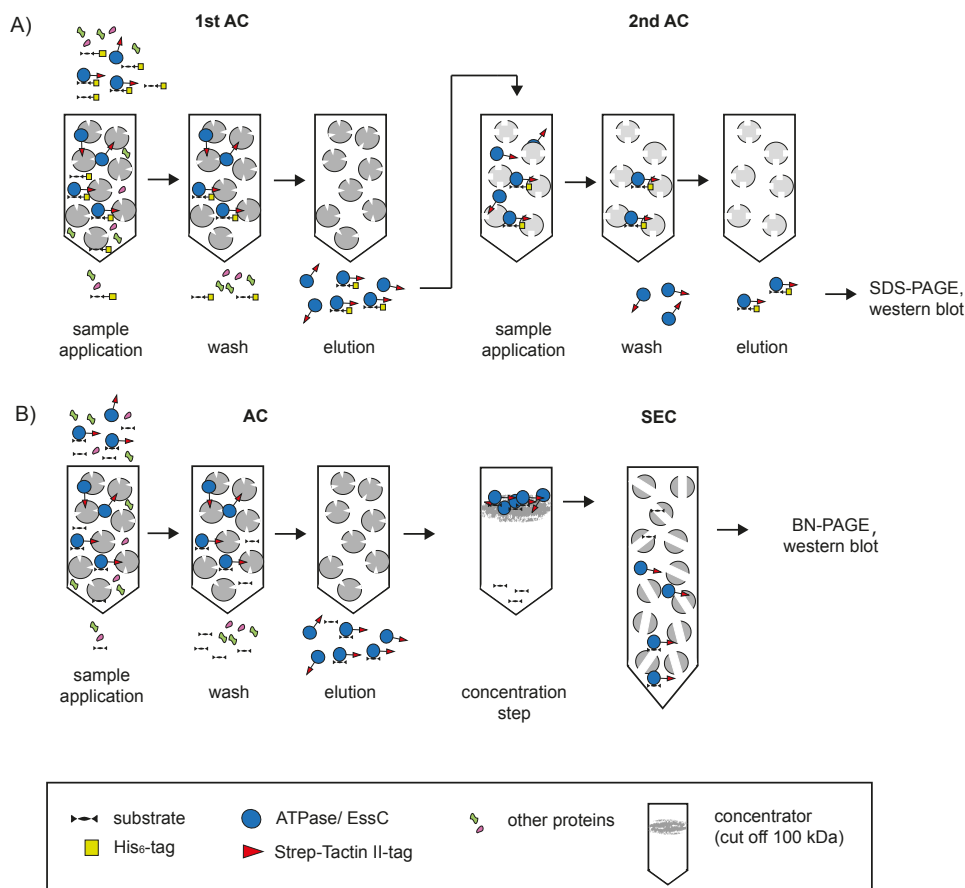 A)
1st AC
2nd AC
sample
application
wash
elution
sample
application
wash
elution
SDS-PAGE,
western blot
B)
AC
SEC
sample
application
wash
elution
concentration
step
BN-PAGE,
western blot
substrate
His₆-tag
ATPase/ EssC
Strep-Tactin II-tag
other proteins
concentrator
(cut off 100 kDa)